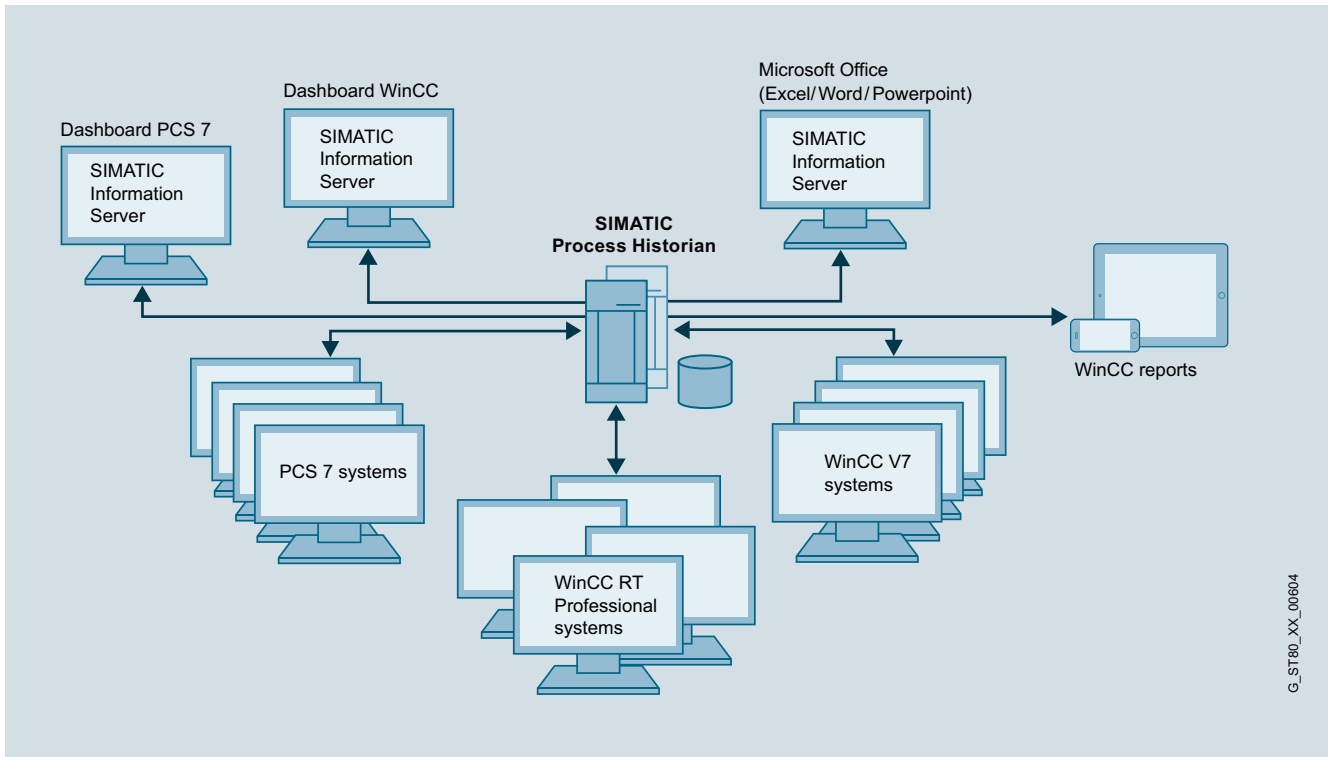 Microsoft Office
(Excel/Word/Powerpoint)
Dashboard WinCC
Dashboard PCS 7
SIMATIC
Information
Server
SIMATIC
Information
Server
SIMATIC
Information
Server
SIMATIC
Process Historian
WinCC reports
PCS 7 systems
WinCC V7
systems
WinCC RT
Professional
systems
G_ST80_XX_00604